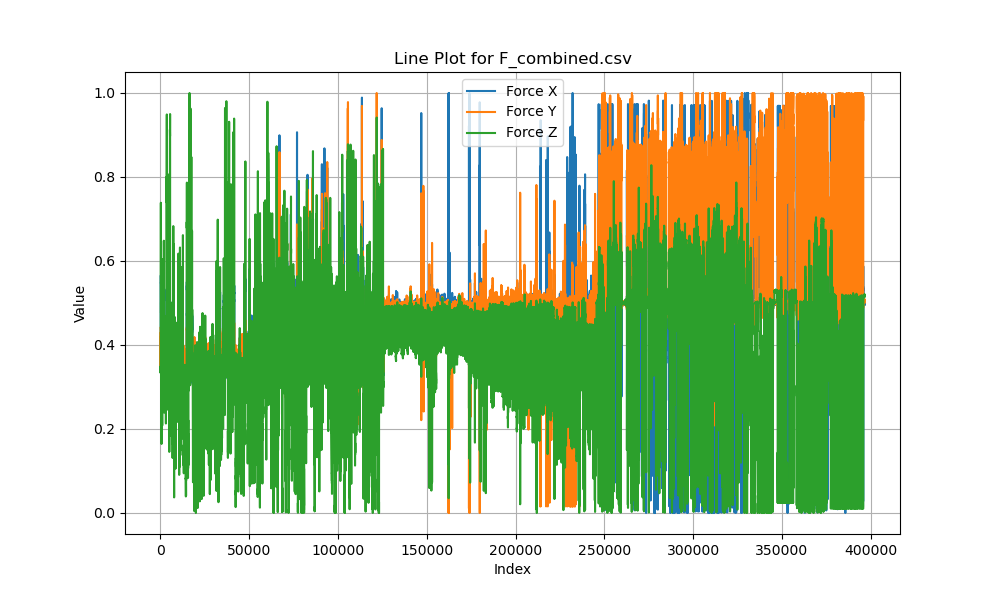 Line Plot for F_combined.csv
Force X
Force Y
Force Z
1.0
0.8
0.6
0.4
0.2
0.0
Value
0 50000 100000 150000 200000 250000 300000 350000 400000
Index